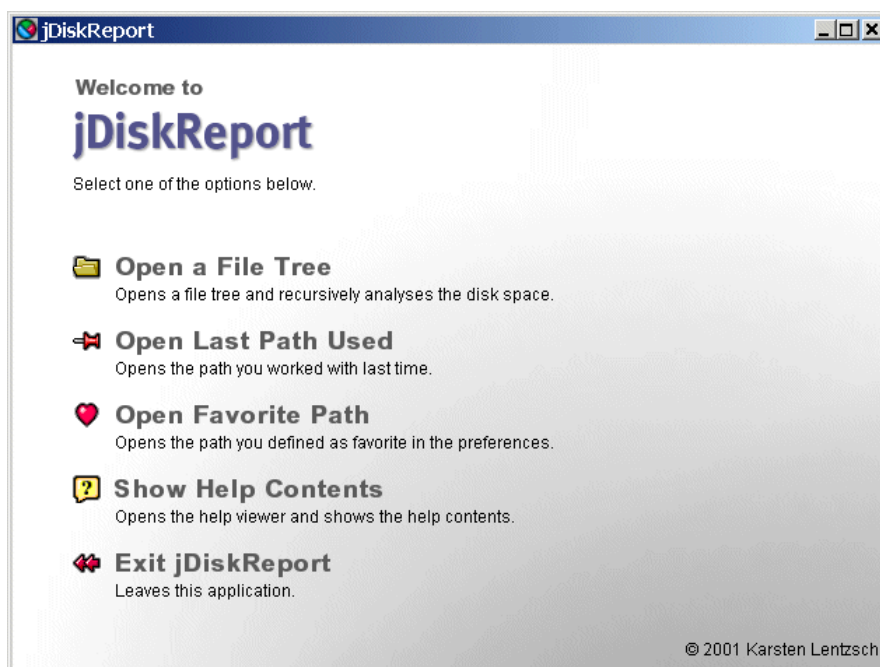 jDiskReport
Welcome to
jDiskReport
Select one of the options below.
Open a File Tree
Opens a file tree and recursively analyses the disk space.
Open Last Path Used
Opens the path you worked with last time.
Open Favorite Path
Opens the path you defined as favorite in the preferences.
?
Show Help Contents
Opens the help viewer and shows the help contents.
Exit jDiskReport
Leaves this application.
© 2001 Karsten Lentzsch